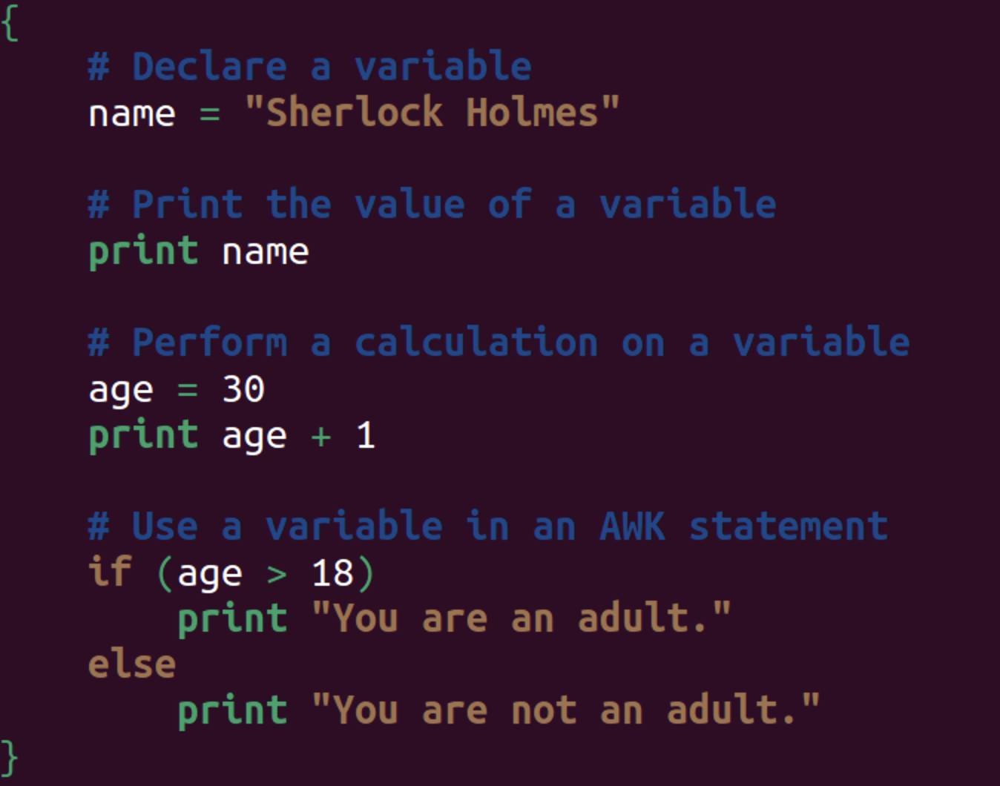 {
    # Declare a variable
    name = "Sherlock Holmes"

    # Print the value of a variable
    print name

    # Perform a calculation on a variable
    age = 30
    print age + 1

    # Use a variable in an AWK statement
    if (age > 18)
        print "You are an adult."
    else
        print "You are not an adult."
}